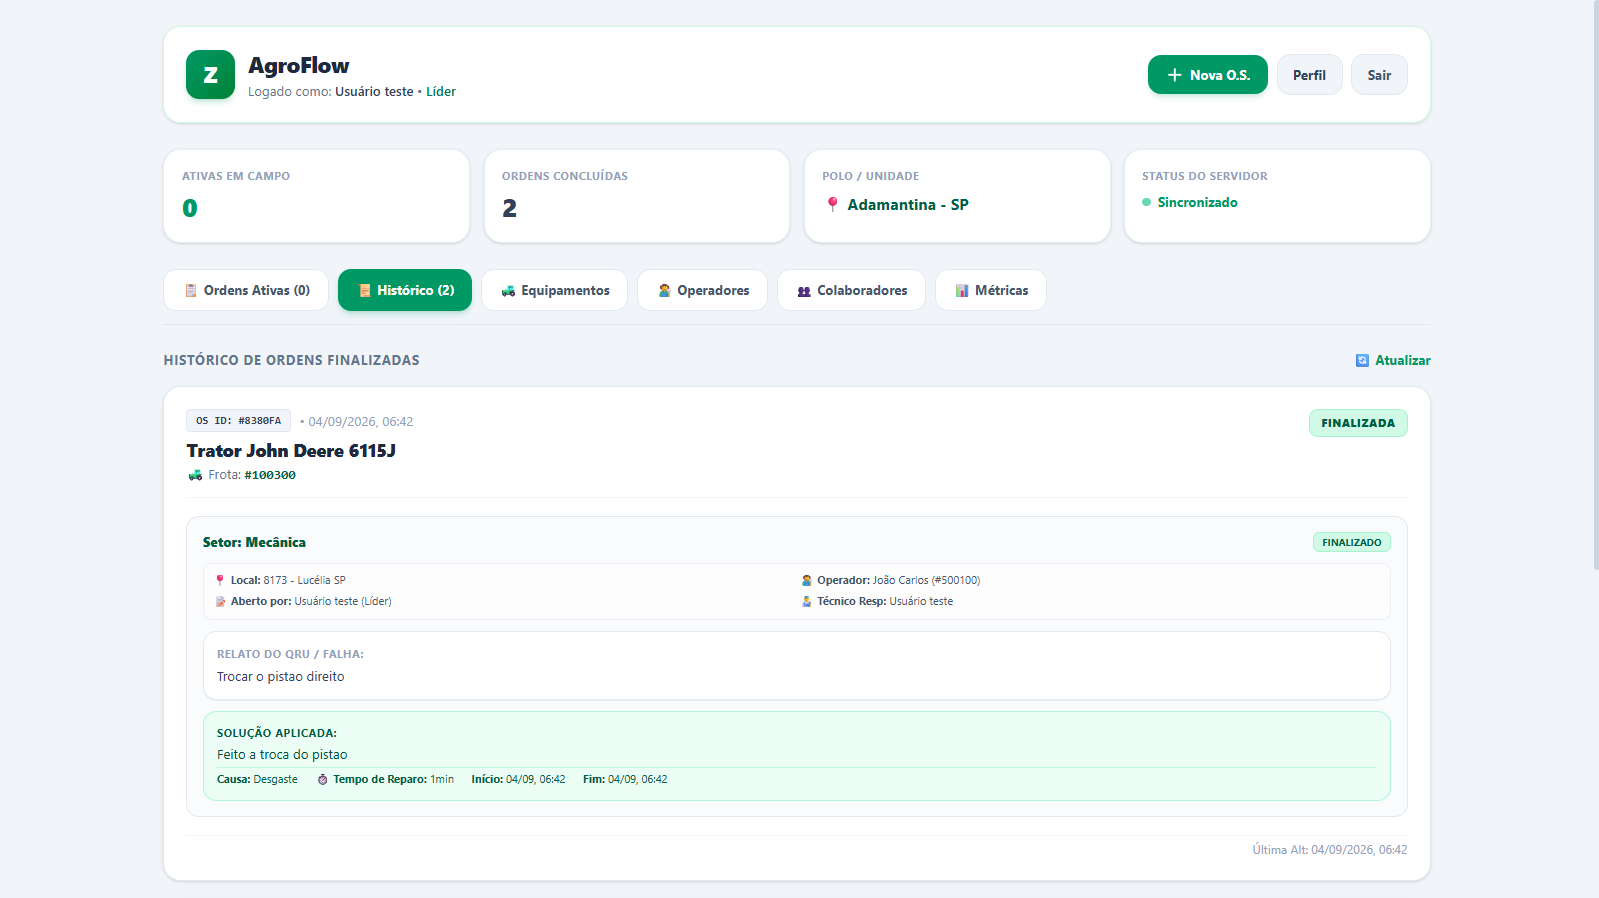 Z
AgroFlow
Logado como: Usuário teste • Líder
+ Nova O.S.
Perfil
Sair
ATIVAS EM CAMPO
0
ORDENS CONCLUÍDAS
2
POLO / UNIDADE
Adamantina - SP
STATUS DO SERVIDOR
Sincronizado
Ordens Ativas (0)
Histórico (2)
Equipamentos
Operadores
Colaboradores
Métricas
HISTÓRICO DE ORDENS FINALIZADAS
Atualizar
OS ID: #8380FA • 04/09/2026, 06:42
FINALIZADA
Trator John Deere 6115J
Frota: #100300
Setor: Mecânica
FINALIZADO
Local: 8173 - Lucélia SP
Operador: João Carlos (#500100)
Aberto por: Usuário teste (Líder)
Técnico Resp: Usuário teste
RELATO DO QRU / FALHA:
Trocar o pistao direito
SOLUÇÃO APLICADA:
Feito a troca do pistao
Causa: Desgaste Tempo de Reparo: 1min Início: 04/09, 06:42 Fim: 04/09, 06:42
Última Alt: 04/09/2026, 06:42